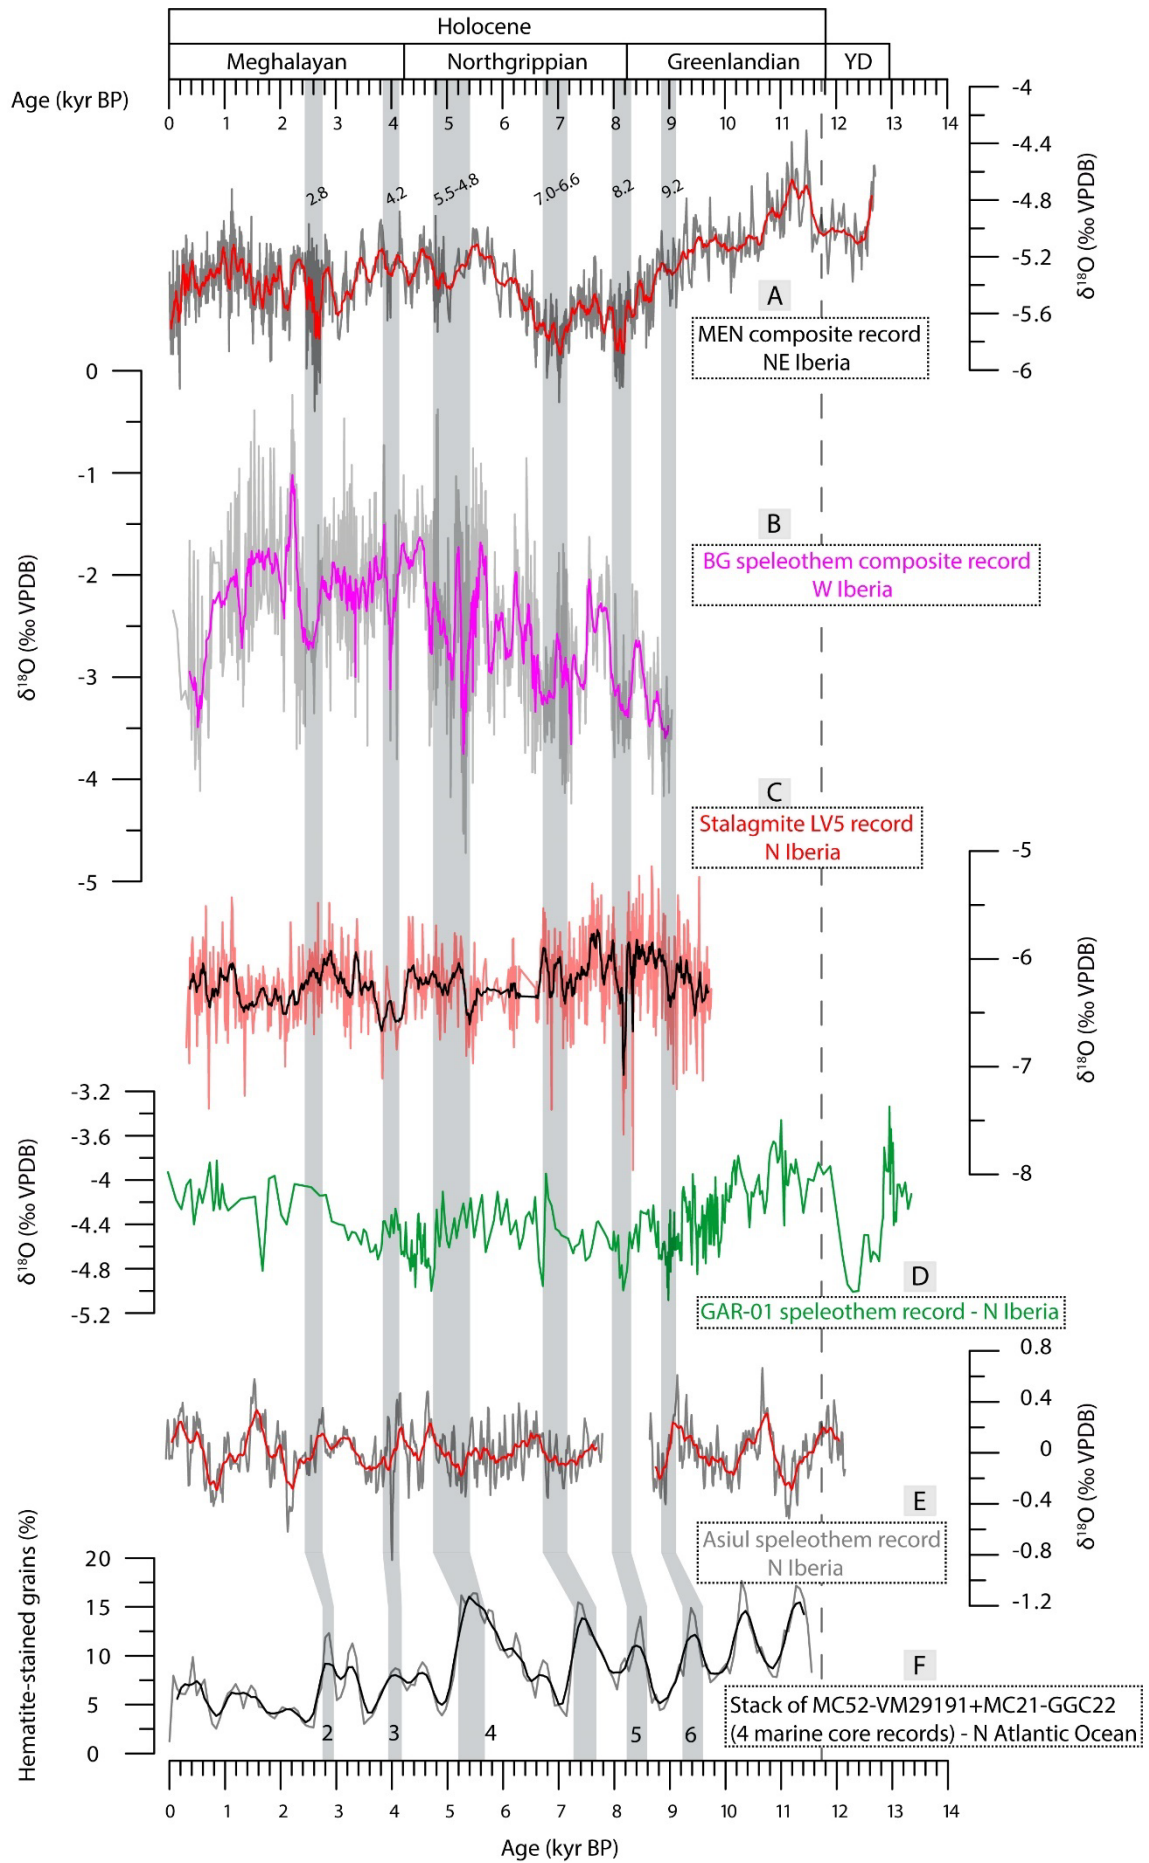 Holocene
Meghalayan Northgrippian Greenlandian YD
Age (kyr BP)
0 1 2 3 4 5 6 7 8 9 10 11 12 13 14
2.8 4.2 5.5-4.8 7.0-6.6 8.2 9.2
-4
-4.4
-4.8
-5.2
-5.6
-6
δ¹⁸O (‰ VPDB)
A
MEN composite record
NE Iberia
0
-1
-2
-3
-4
-5
δ¹⁸O (‰ VPDB)
B
BG speleothem composite record
W Iberia
C
Stalagmite LV5 record
N Iberia
-5
-6
-7
-8
δ¹⁸O (‰ VPDB)
-3.2
-3.6
-4
-4.4
-4.8
-5.2
δ¹⁸O (‰ VPDB)
D
GAR-01 speleothem record - N Iberia
0.8
0.4
0
-0.4
-0.8
-1.2
δ¹⁸O (‰ VPDB)
E
Asiul speleothem record
N Iberia
Hematite-stained grains (%)
20
15
10
5
0
F
Stack of MC52-VM29191+MC21-GGC22
(4 marine core records) - N Atlantic Ocean
2 3 4 5 6
0 1 2 3 4 5 6 7 8 9 10 11 12 13 14
Age (kyr BP)